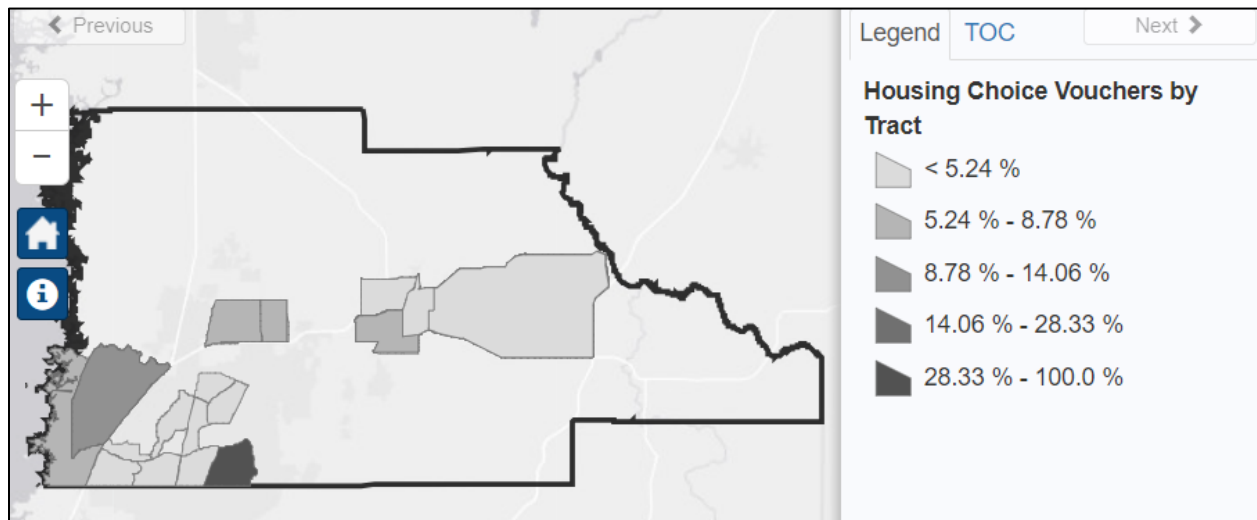 Previous
+
−
Legend
TOC
Next
Housing Choice Vouchers by
Tract
< 5.24 %
5.24 % - 8.78 %
8.78 % - 14.06 %
14.06 % - 28.33 %
28.33 % - 100.0 %